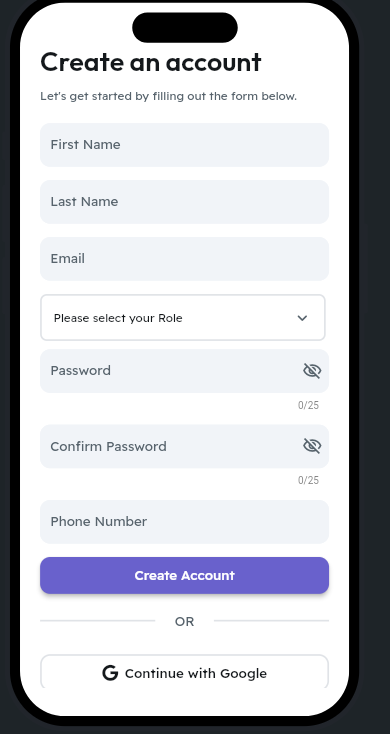 Create an account
Let's get started by filling out the form below.
First Name
Last Name
Email
Please select your Role
Password
0/25
Confirm Password
0/25
Phone Number
Create Account
OR
G Continue with Google